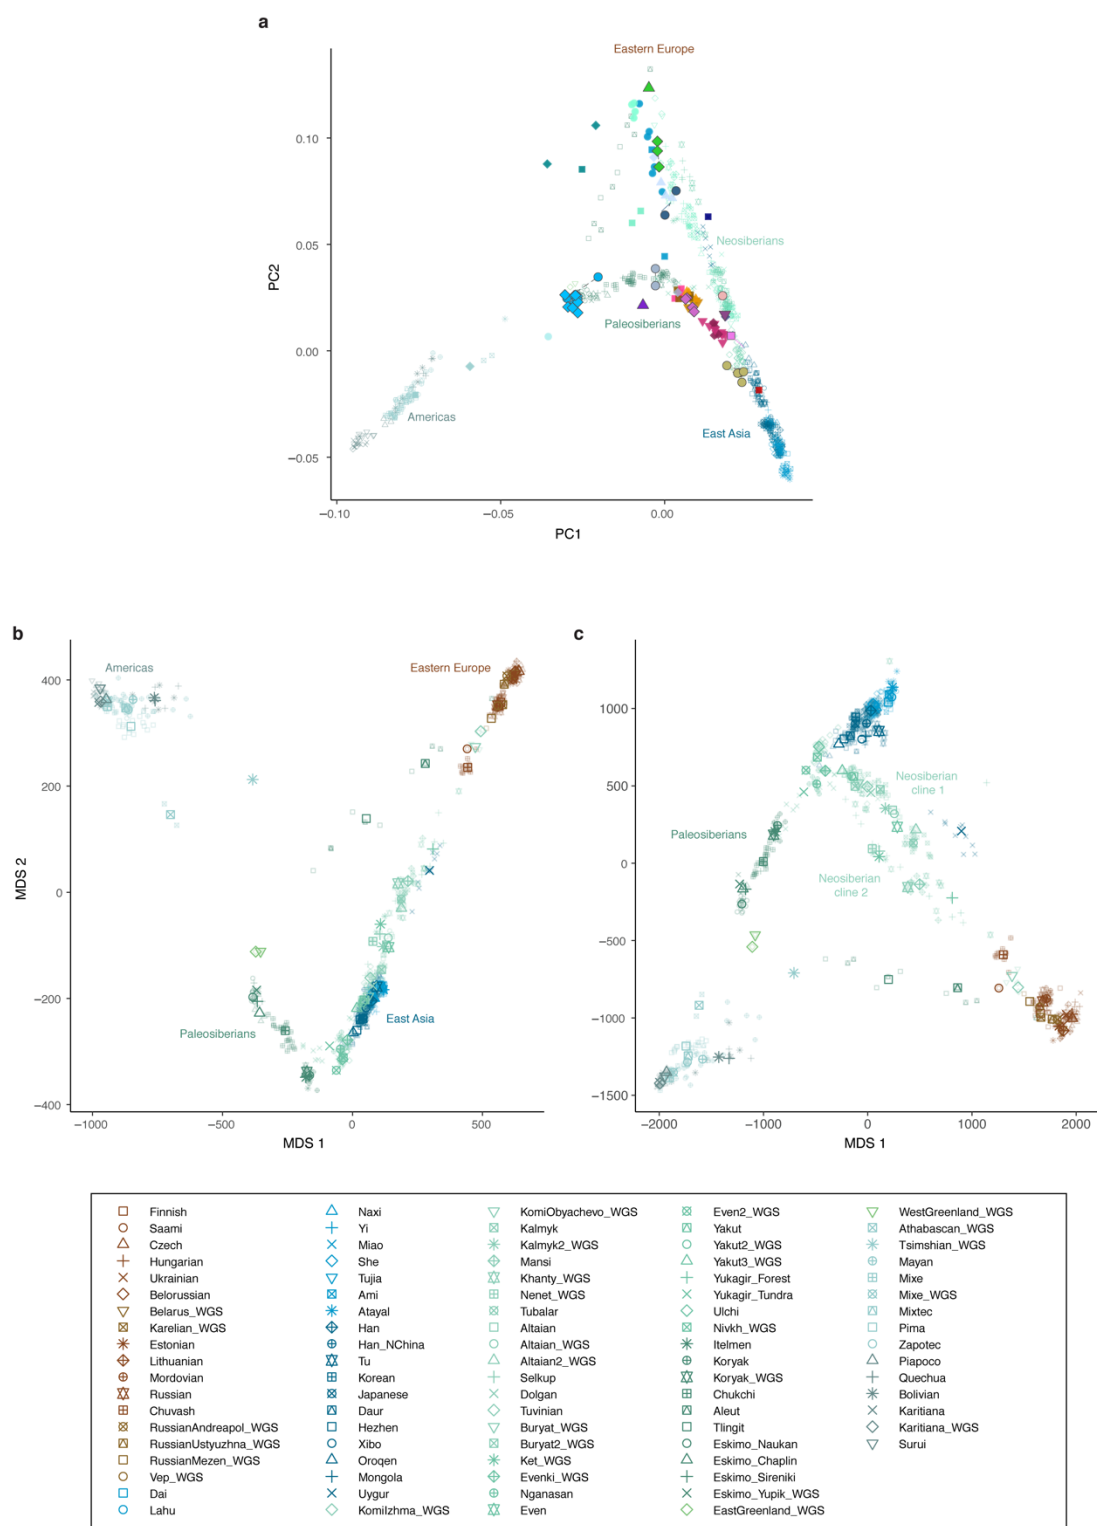 a
Eastern Europe
0.10
0.05
0.00
−0.05
PC2
Neosiberians
Paleosiberians
Americas
East Asia
−0.10
−0.05
0.00
PC1
b
Americas
Eastern Europe
400
200
0
−200
−400
MDS 2
Paleosiberians
East Asia
−1000
−500
0
500
MDS 1
c
1000
500
0
−500
−1000
−1500
Neosiberian
cline 1
Paleosiberians
Neosiberian
cline 2
−2000
−1000
0
1000
2000
MDS 1
Finnish
Saami
Czech
Hungarian
Ukrainian
Belorussian
Belarus_WGS
Karelian_WGS
Estonian
Lithuanian
Mordovian
Russian
Chuvash
RussianAndreapol_WGS
RussianUstyuzhna_WGS
RussianMezen_WGS
Vep_WGS
Dai
Lahu
Naxi
Yi
Miao
She
Tujia
Ami
Atayal
Han
Han_NChina
Tu
Korean
Japanese
Daur
Hezhen
Xibo
Oroqen
Mongola
Uygur
KomiIzhma_WGS
KomiObyachevo_WGS
Kalmyk
Kalmyk2_WGS
Mansi
Khanty_WGS
Nenet_WGS
Tubalar
Altaian
Altaian_WGS
Altaian2_WGS
Selkup
Dolgan
Tuvinian
Buryat_WGS
Buryat2_WGS
Ket_WGS
Evenki_WGS
Nganasan
Even
Even2_WGS
Yakut
Yakut2_WGS
Yakut3_WGS
Yukagir_Forest
Yukagir_Tundra
Ulchi
Nivkh_WGS
Itelmen
Koryak
Koryak_WGS
Chukchi
Aleut
Tlingit
Eskimo_Naukan
Eskimo_Chaplin
Eskimo_Sireniki
Eskimo_Yupik_WGS
EastGreenland_WGS
WestGreenland_WGS
Athabascan_WGS
Tsimshian_WGS
Mayan
Mixe
Mixe_WGS
Mixtec
Pima
Zapotec
Piapoco
Quechua
Bolivian
Karitiana
Karitiana_WGS
Surui